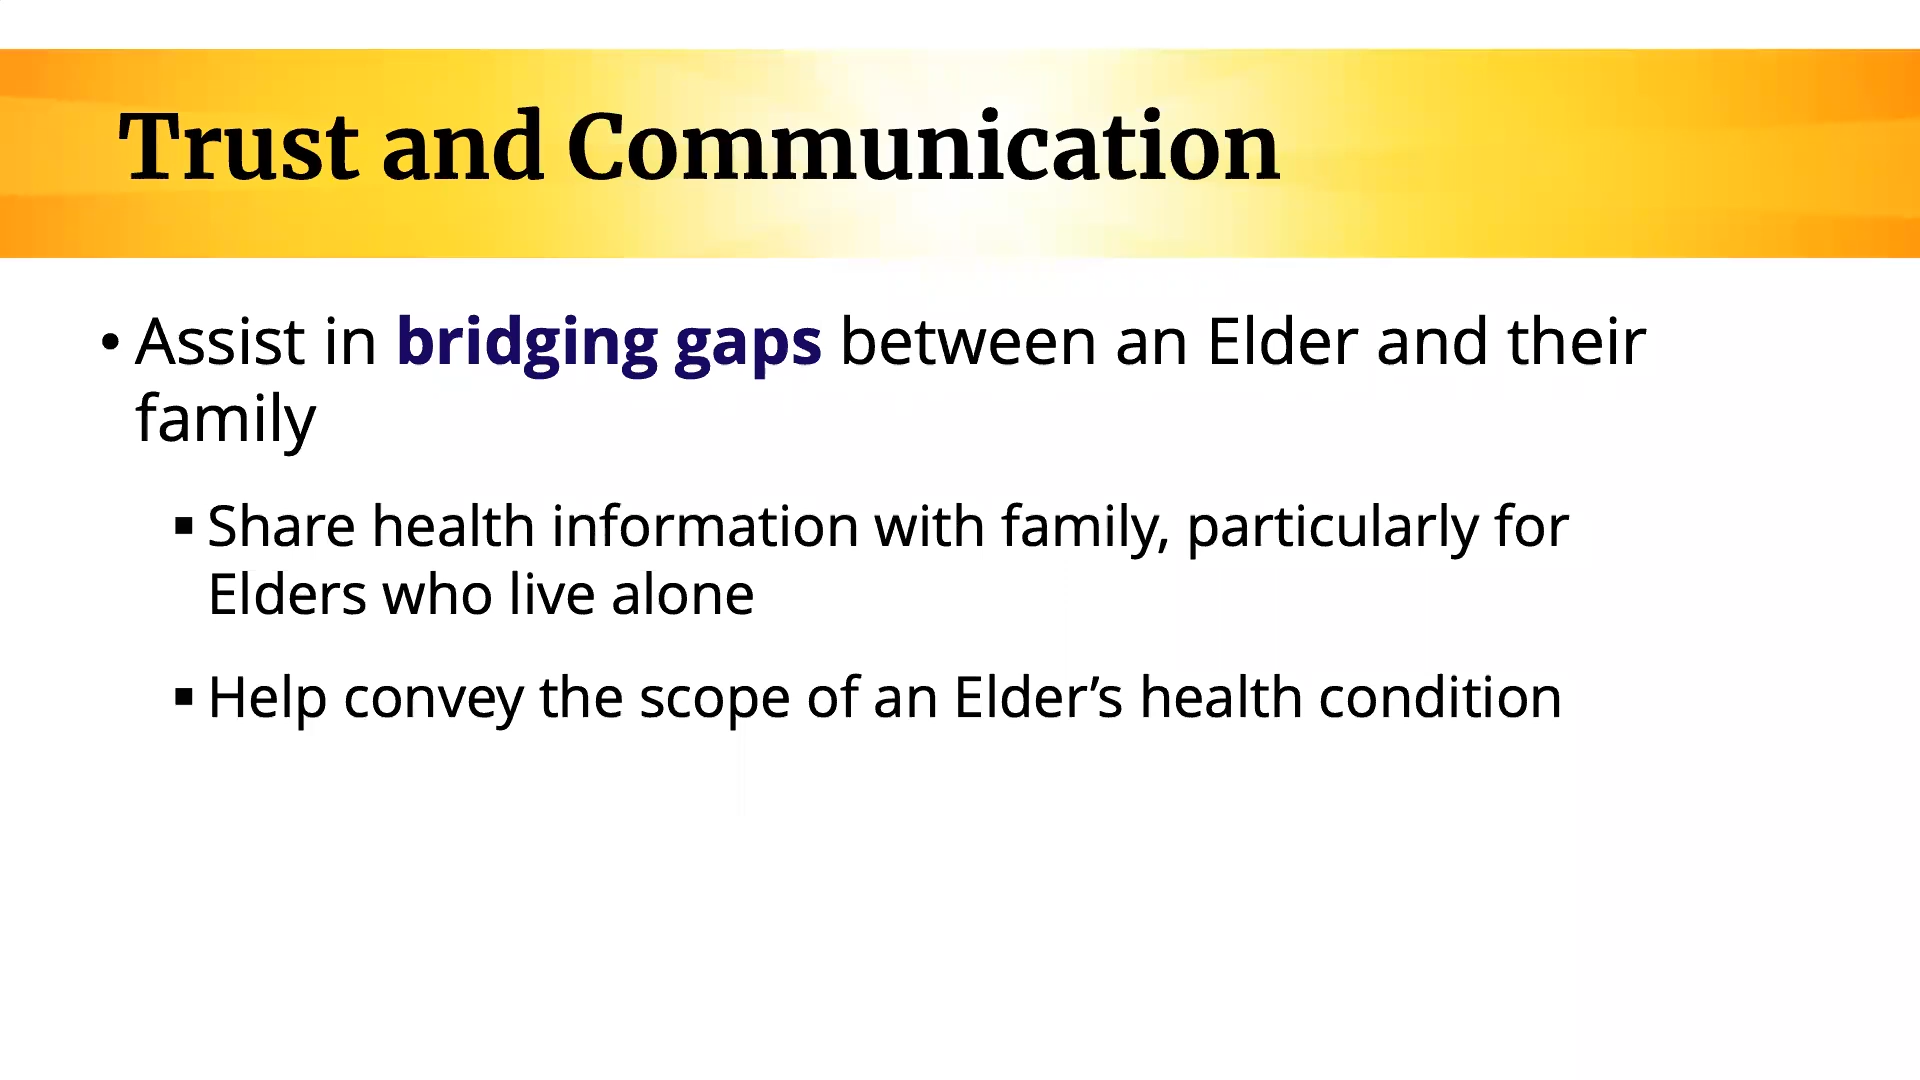 Trust and Communication
• Assist in bridging gaps between an Elder and their
family
▪ Share health information with family, particularly for
Elders who live alone
▪ Help convey the scope of an Elder’s health condition